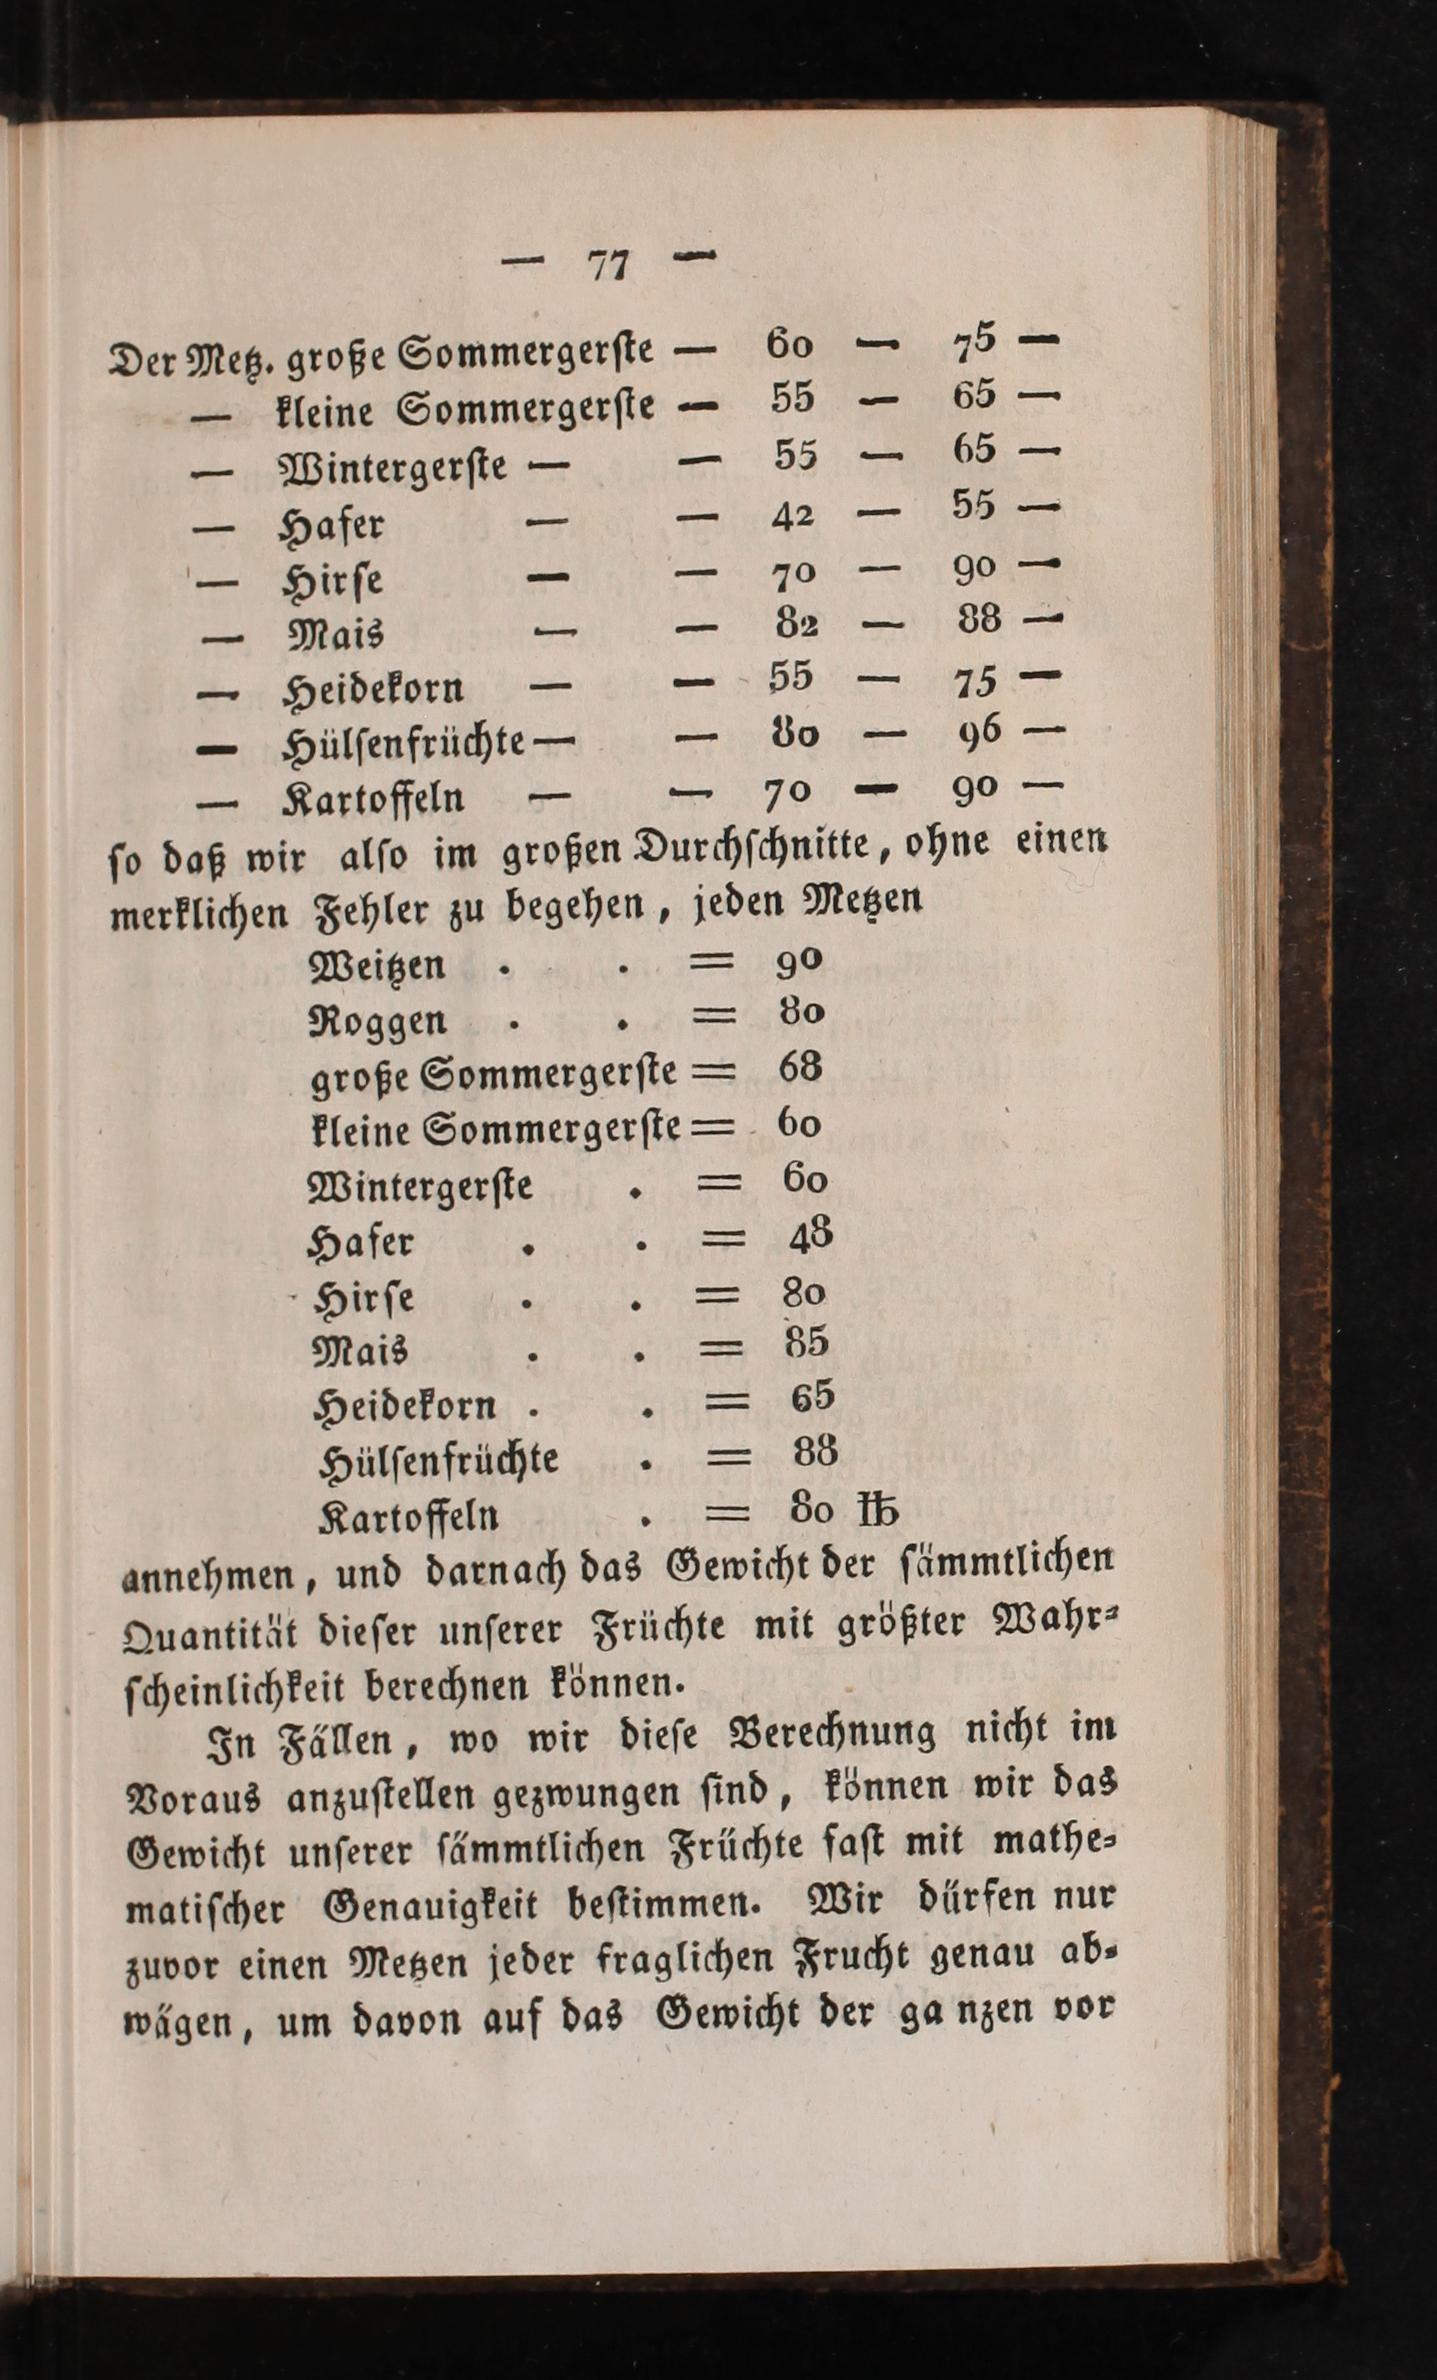 — 77 —
Der Metz. große Sommergerſte — 60 — 75 —
— kleine Sommergerſte — 55 — 65 —
— Wintergerſte — — 55 — 65 —
— Hafer — — 42 — 55 —
— Hirſe — — 70 — 90 —
— Mais — — 82 — 88 —
— Heidekorn — — 55 — 75 —
— Hülſenfrüchte — — 80 — 96 —
— Kartoffeln — — 70 — 90 —
ſo daß wir alſo im großen Durchſchnitte, ohne einen
merklichen Fehler zu begehen, jeden Metzen
Weitzen . . = 90
Roggen . . = 80
große Sommergerſte = 68
kleine Sommergerſte = 60
Wintergerſte . = 60
Hafer . . = 48
Hirſe . . = 80
Mais . . = 85
Heidekorn . . = 65
Hülſenfrüchte . = 88
Kartoffeln . = 80 ℔
annehmen, und darnach das Gewicht der ſämmtlichen
Quantität dieſer unſerer Früchte mit größter Wahr⸗
ſcheinlichkeit berechnen können.
In Fällen, wo wir dieſe Berechnung nicht im
Voraus anzuſtellen gezwungen ſind, können wir das
Gewicht unſerer ſämmtlichen Früchte faſt mit mathe⸗
matiſcher Genauigkeit beſtimmen. Wir dürfen nur
zuvor einen Metzen jeder fraglichen Frucht genau ab⸗
wägen, um davon auf das Gewicht der ga nzen vor